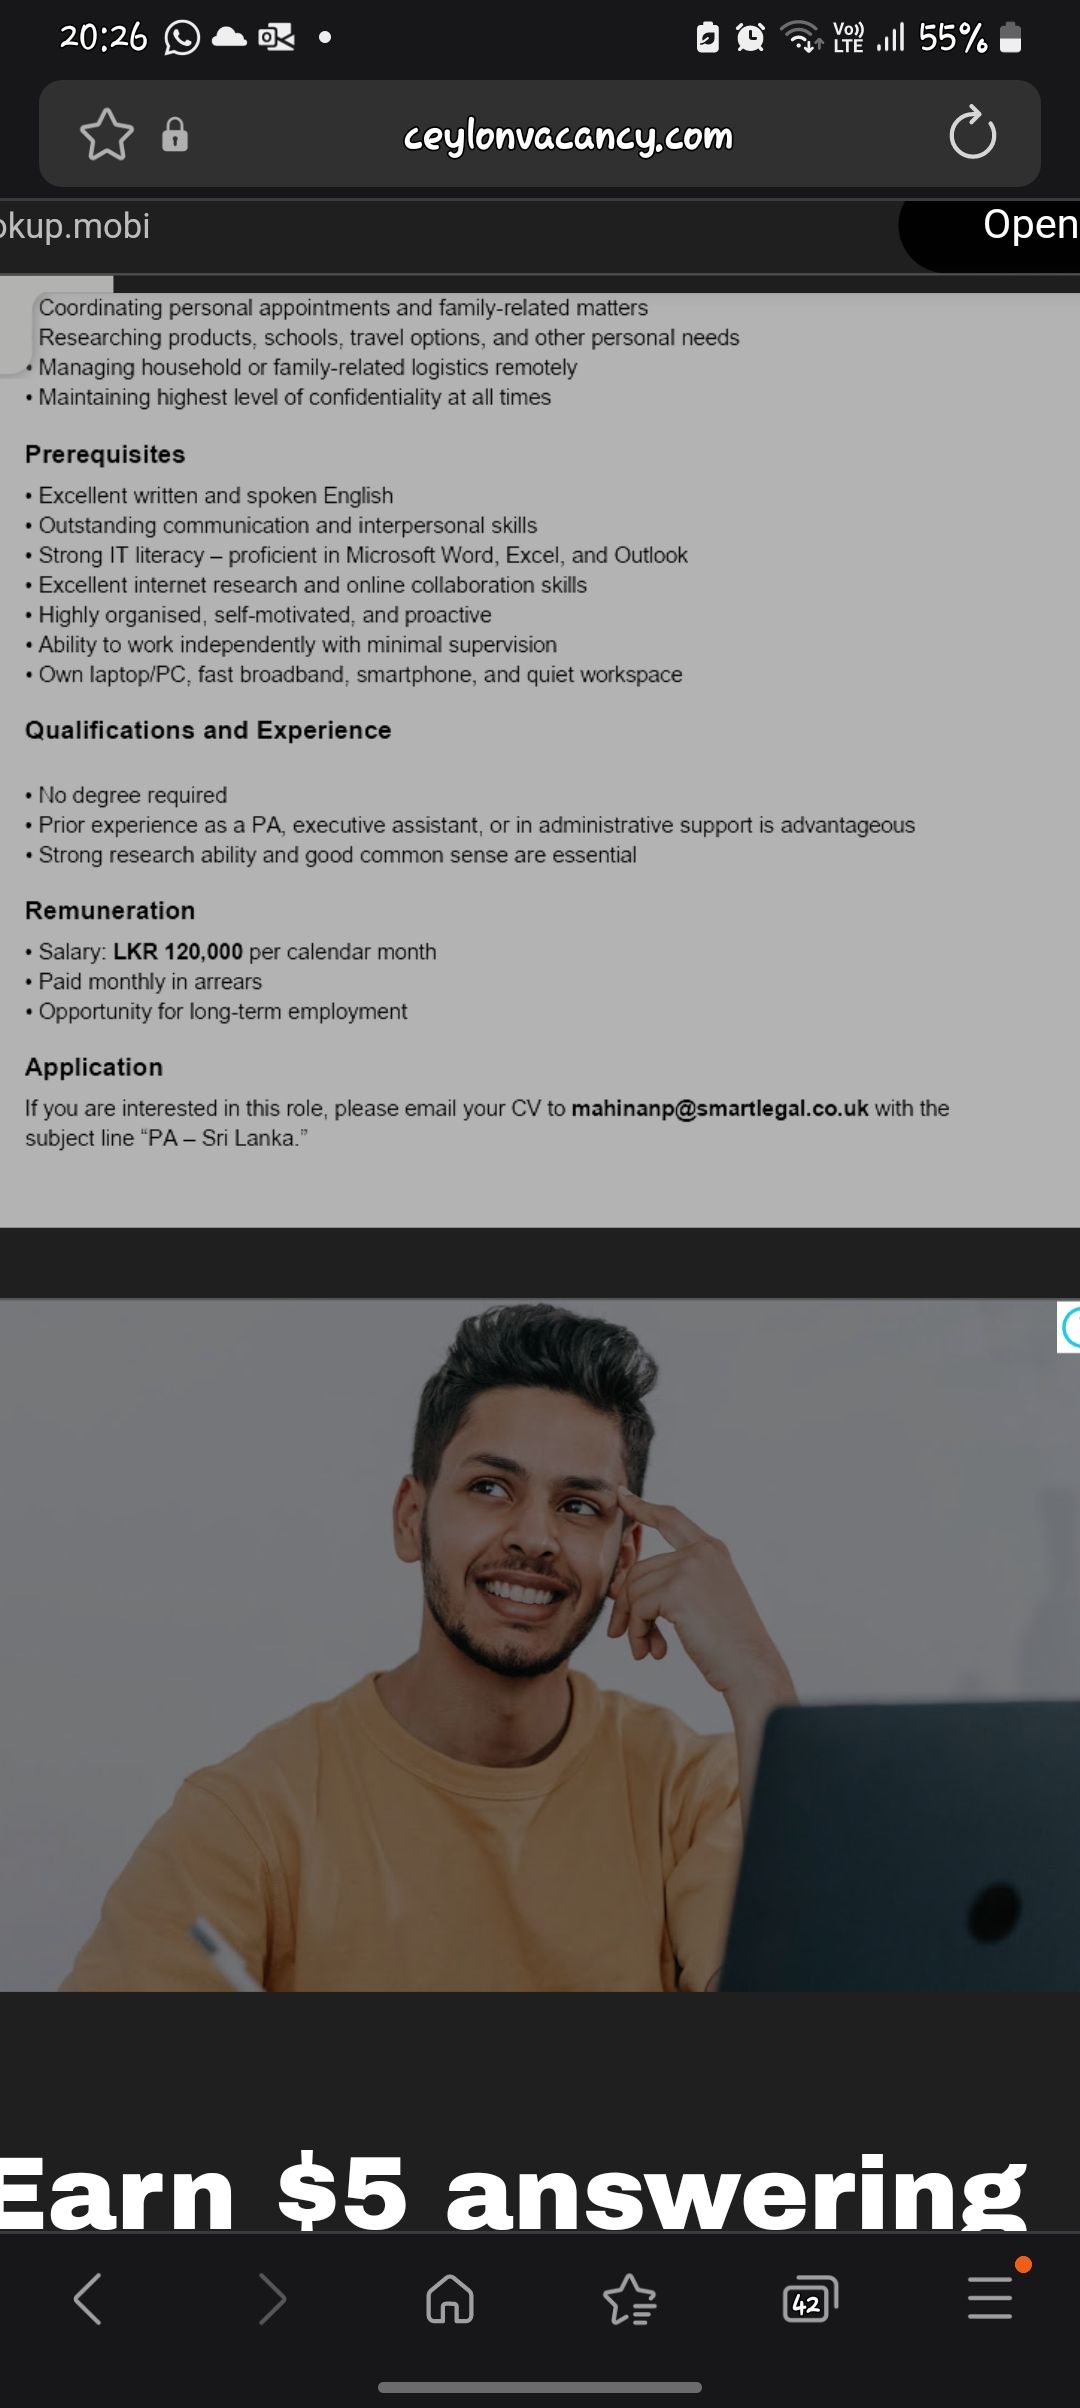 20:26
Vo)) LTE
55%
ceylonvacancy.com
okup.mobi
Open
Coordinating personal appointments and family-related matters
Researching products, schools, travel options, and other personal needs
• Managing household or family-related logistics remotely
• Maintaining highest level of confidentiality at all times
Prerequisites
• Excellent written and spoken English
• Outstanding communication and interpersonal skills
• Strong IT literacy – proficient in Microsoft Word, Excel, and Outlook
• Excellent internet research and online collaboration skills
• Highly organised, self-motivated, and proactive
• Ability to work independently with minimal supervision
• Own laptop/PC, fast broadband, smartphone, and quiet workspace
Qualifications and Experience
• No degree required
• Prior experience as a PA, executive assistant, or in administrative support is advantageous
• Strong research ability and good common sense are essential
Remuneration
• Salary: LKR 120,000 per calendar month
• Paid monthly in arrears
• Opportunity for long-term employment
Application
If you are interested in this role, please email your CV to mahinanp@smartlegal.co.uk with the
subject line “PA – Sri Lanka.”
Earn $5 answering
42